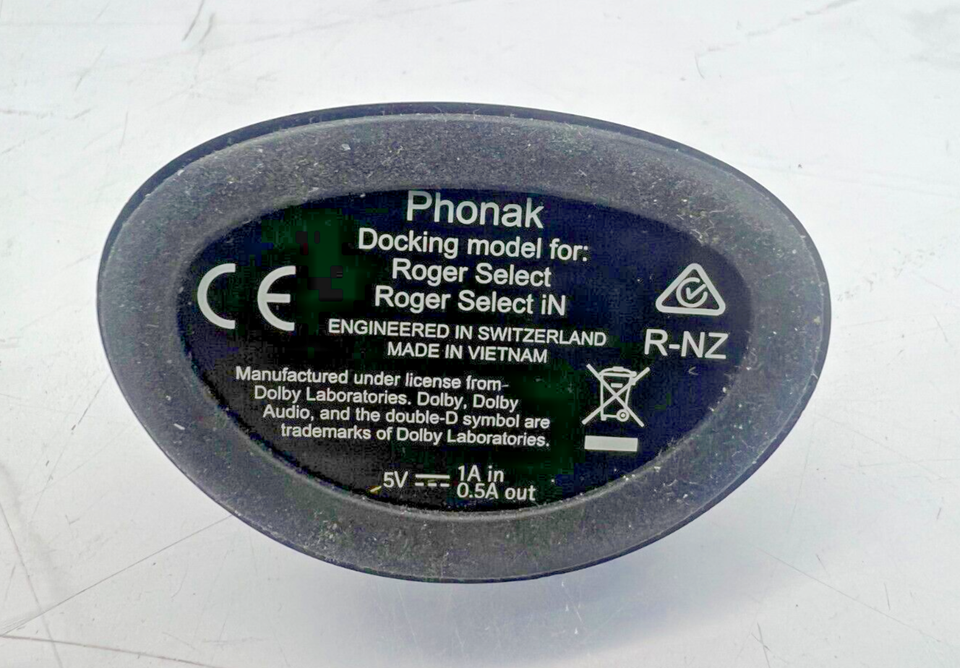 Phonak
Docking model for:
Roger Select
Roger Select iN
CE
ENGINEERED IN SWITZERLAND
MADE IN VIETNAM
R-NZ
Manufactured under license from
Dolby Laboratories. Dolby, Dolby
Audio, and the double-D symbol are
trademarks of Dolby Laboratories.
5V ⎓ 1A in
0.5A out